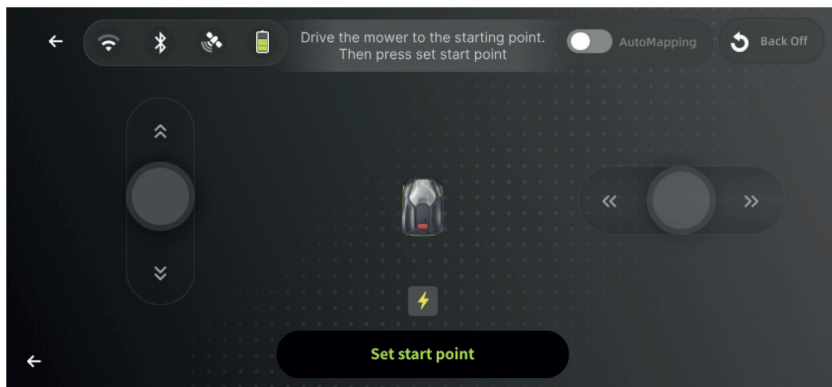 Drive the mower to the starting point.
Then press set start point
AutoMapping
Back Off
Set start point